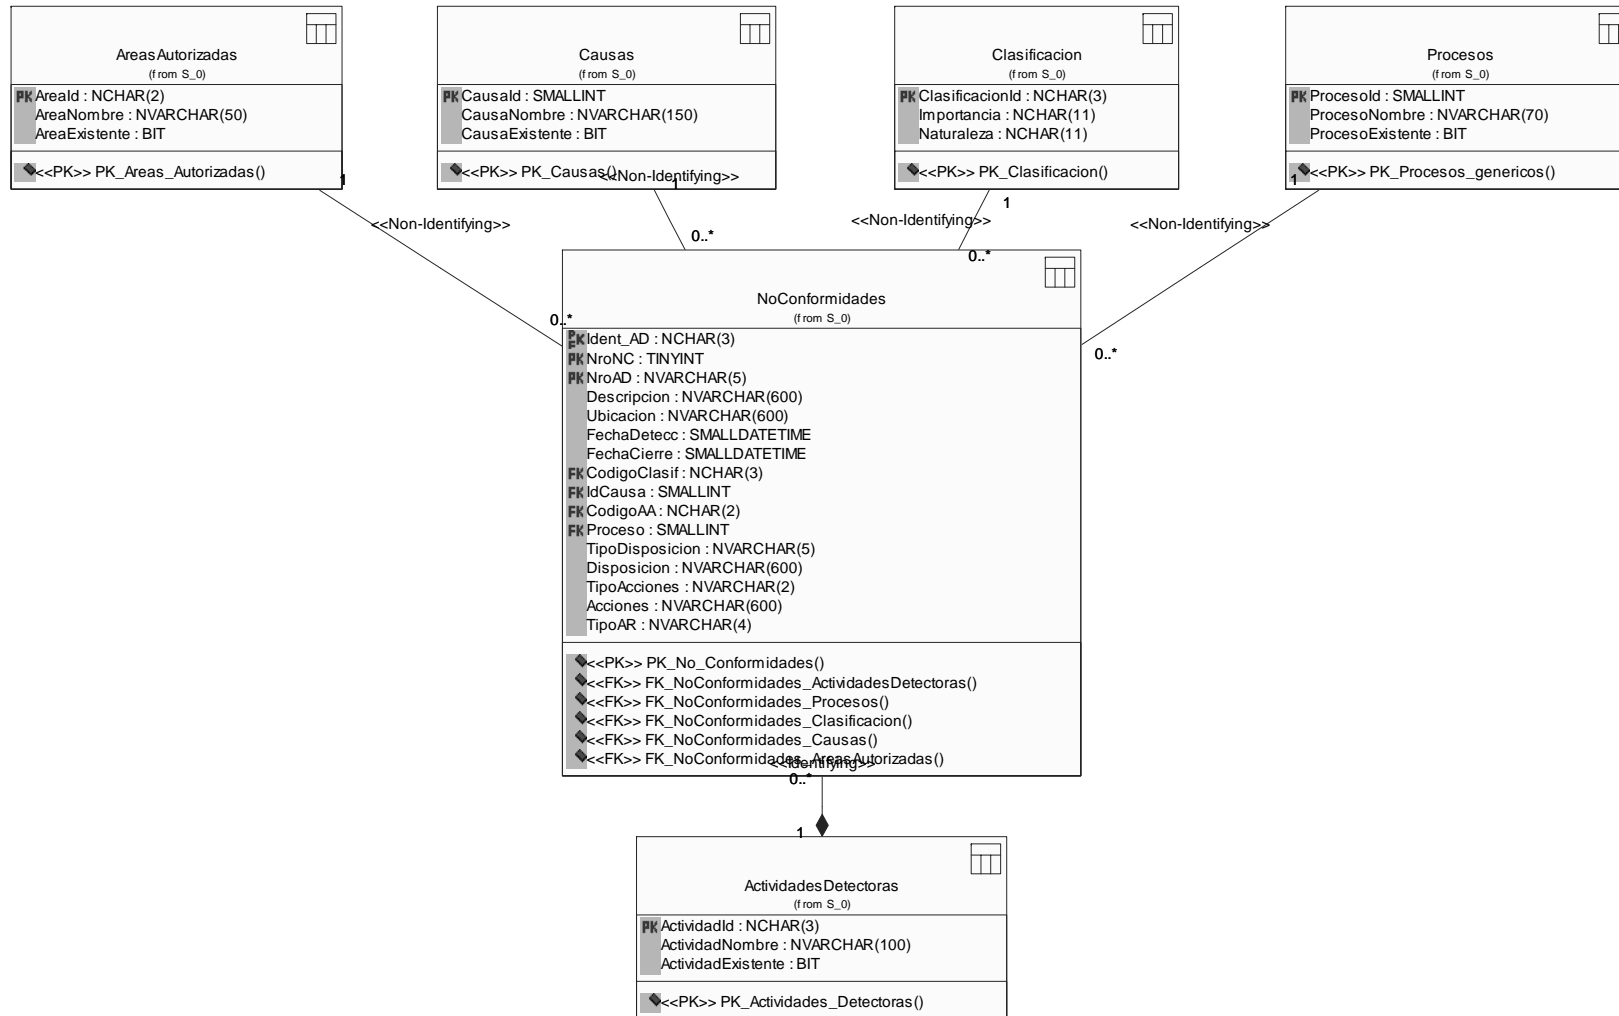 AreasAutorizadas
(from S_0)
PK AreaId : NCHAR(2)
AreaNombre : NVARCHAR(50)
AreaExistente : BIT
<<PK>> PK_Areas_Autorizadas()
1
Causas
(from S_0)
PK CausaId : SMALLINT
CausaNombre : NVARCHAR(150)
CausaExistente : BIT
<<PK>> PK_Causas()
<<Non-Identifying>>
1
Clasificacion
(from S_0)
PK ClasificacionId : NCHAR(3)
Importancia : NCHAR(11)
Naturaleza : NCHAR(11)
<<PK>> PK_Clasificacion()
1
Procesos
(from S_0)
PK ProcesoId : SMALLINT
ProcesoNombre : NVARCHAR(70)
ProcesoExistente : BIT
<<PK>> PK_Procesos_genericos()
1
<<Non-Identifying>>
<<Non-Identifying>>
<<Non-Identifying>>
0..*
0..*
0..*
0..*
NoConformidades
(from S_0)
PFK Ident_AD : NCHAR(3)
PK NroNC : TINYINT
PK NroAD : NVARCHAR(5)
Descripcion : NVARCHAR(600)
Ubicacion : NVARCHAR(600)
FechaDetecc : SMALLDATETIME
FechaCierre : SMALLDATETIME
FK CodigoClasif : NCHAR(3)
FK IdCausa : SMALLINT
FK CodigoAA : NCHAR(2)
FK Proceso : SMALLINT
TipoDisposicion : NVARCHAR(5)
Disposicion : NVARCHAR(600)
TipoAcciones : NVARCHAR(2)
Acciones : NVARCHAR(600)
TipoAR : NVARCHAR(4)
<<PK>> PK_No_Conformidades()
<<FK>> FK_NoConformidades_ActividadesDetectoras()
<<FK>> FK_NoConformidades_Procesos()
<<FK>> FK_NoConformidades_Clasificacion()
<<FK>> FK_NoConformidades_Causas()
<<FK>> FK_NoConformidades_AreasAutorizadas()
<<Identifying>>
0..*
1
ActividadesDetectoras
(from S_0)
PK ActividadId : NCHAR(3)
ActividadNombre : NVARCHAR(100)
ActividadExistente : BIT
<<PK>> PK_Actividades_Detectoras()